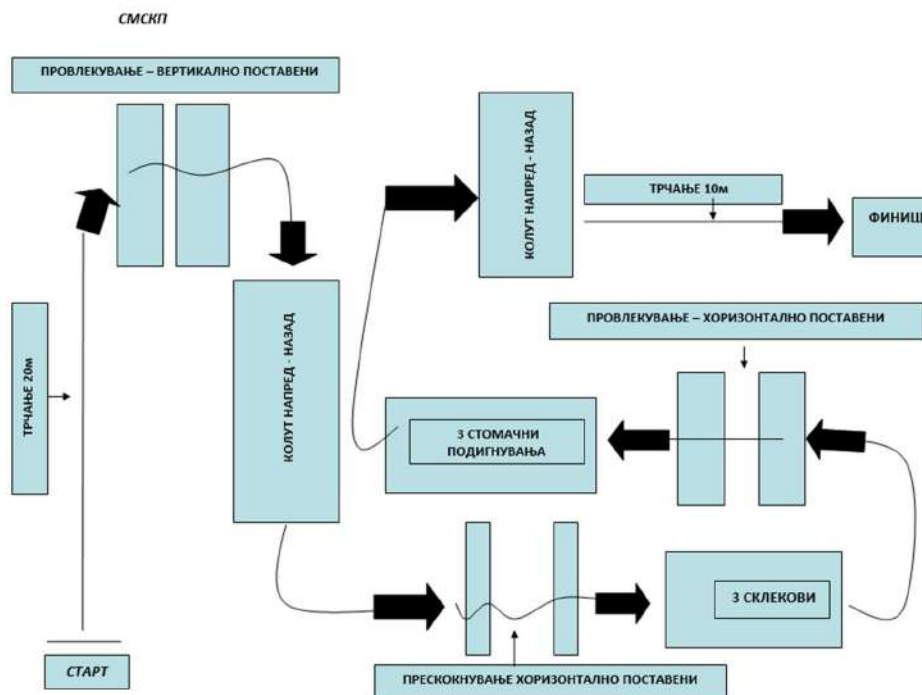 СМСКП
ПРОВЛЕКУВАЊЕ – ВЕРТИКАЛНО ПОСТАВЕНИ
КОЛУТ НАПРЕД - НАЗАД
ТРЧАЊЕ 10м
ФИНИШ
ТРЧАЊЕ 20м
КОЛУТ НАПРЕД - НАЗАД
ПРОВЛЕКУВАЊЕ – ХОРИЗОНТАЛНО ПОСТАВЕНИ
3 СТОМАЧНИ
ПОДИГНУВАЊА
3 СКЛЕКОВИ
СТАРТ
ПРЕСКОКНУВАЊЕ ХОРИЗОНТАЛНО ПОСТАВЕНИ